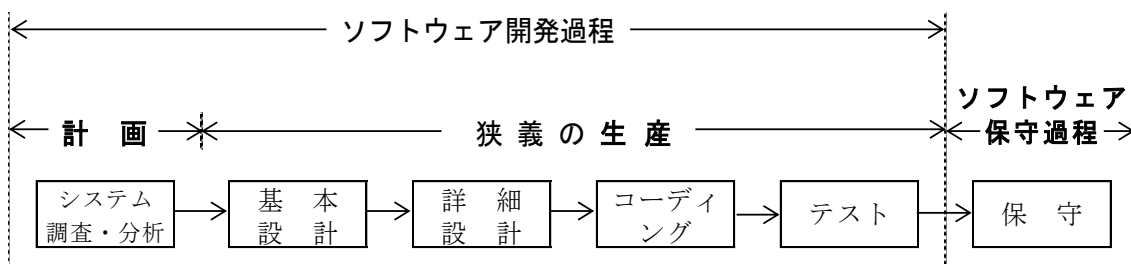 ソフトウェア開発過程
計 画
狭 義 の 生 産
ソフトウェア
保守過程
システム
調査・分析
基 本
設 計
詳 細
設 計
コーディ
ング
テスト
保 守